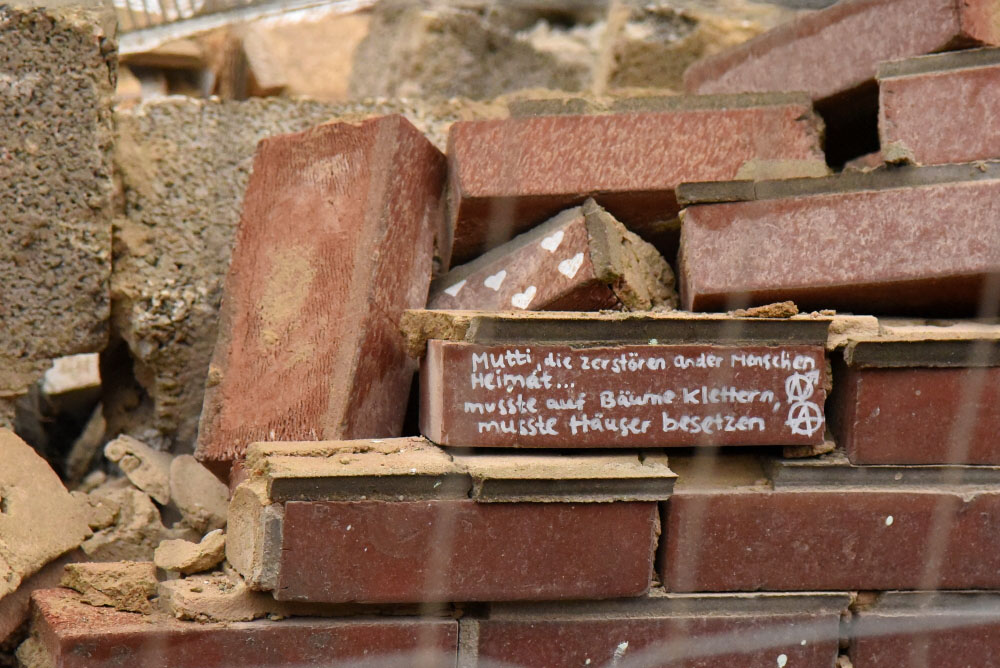 Mutti, die zerstören ander Menschen
Heimat...
musste auf Bäume Klettern,
musste Häuser besetzen